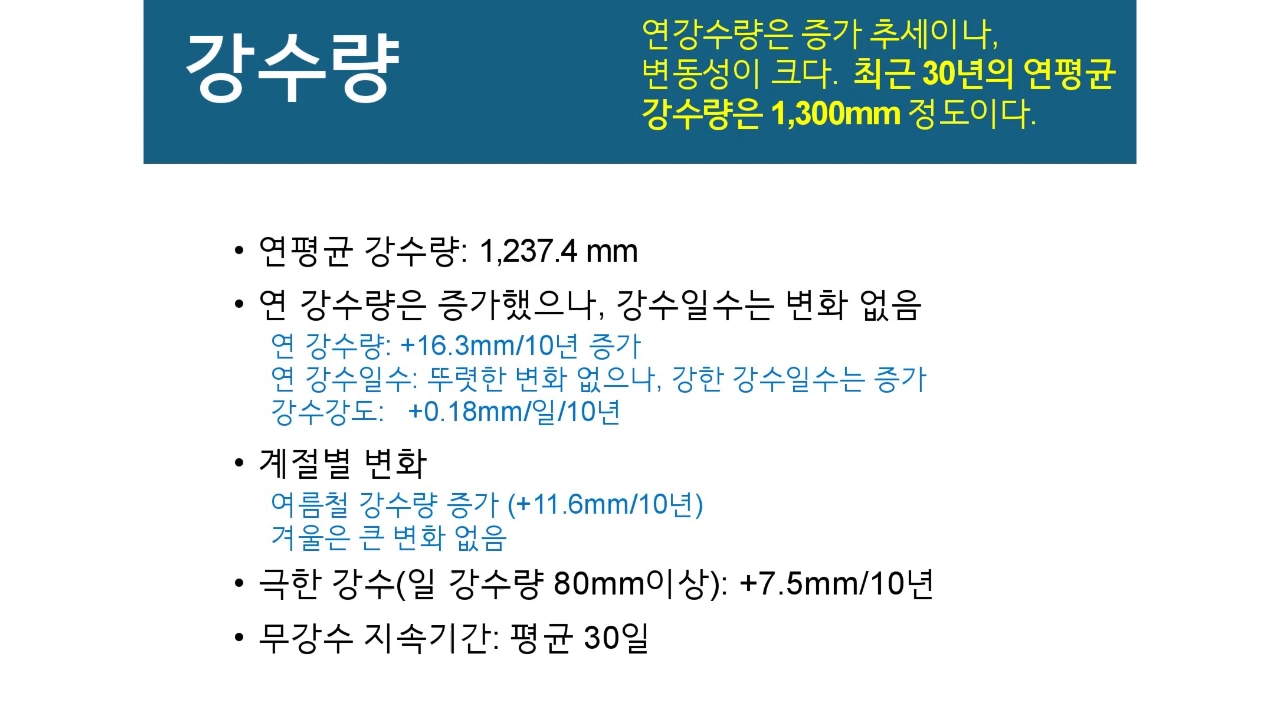 강수량
연강수량은 증가 추세이나,
변동성이 크다. 최근 30년의 연평균
강수량은 1,300mm 정도이다.
• 연평균 강수량: 1,237.4 mm
• 연 강수량은 증가했으나, 강수일수는 변화 없음
연 강수량: +16.3mm/10년 증가
연 강수일수: 뚜렷한 변화 없으나, 강한 강수일수는 증가
강수강도: +0.18mm/일/10년
• 계절별 변화
여름철 강수량 증가 (+11.6mm/10년)
겨울은 큰 변화 없음
• 극한 강수(일 강수량 80mm이상): +7.5mm/10년
• 무강수 지속기간: 평균 30일